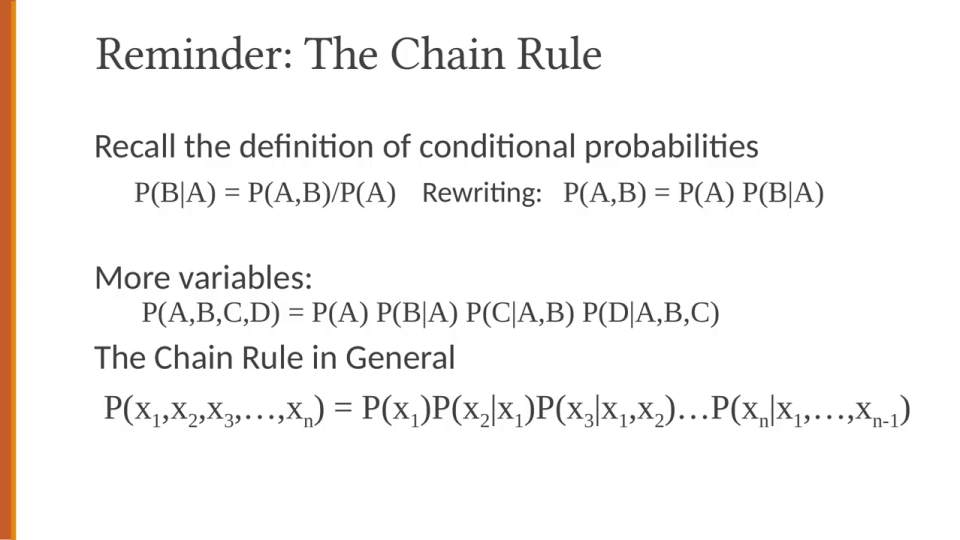 Reminder: The Chain Rule
Recall the definition of conditional probabilities
P(B|A) = P(A,B)/P(A) Rewriting: P(A,B) = P(A) P(B|A)
More variables:
P(A,B,C,D) = P(A) P(B|A) P(C|A,B) P(D|A,B,C)
The Chain Rule in General
P(x₁,x₂,x₃,…,xₙ) = P(x₁)P(x₂|x₁)P(x₃|x₁,x₂)…P(xₙ|x₁,…,xₙ₋₁)